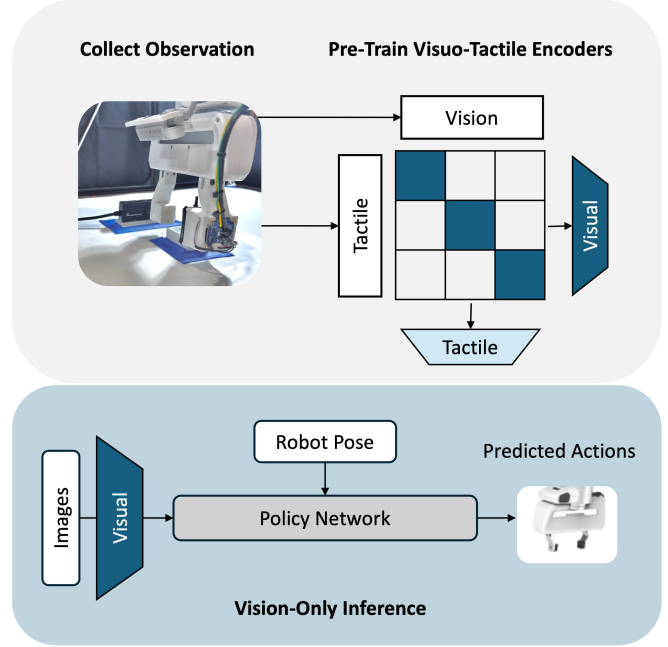 Collect Observation
Pre-Train Visuo-Tactile Encoders
Vision
Tactile
Visual
Tactile
Robot Pose
Predicted Actions
Images
Visual
Policy Network
Vision-Only Inference